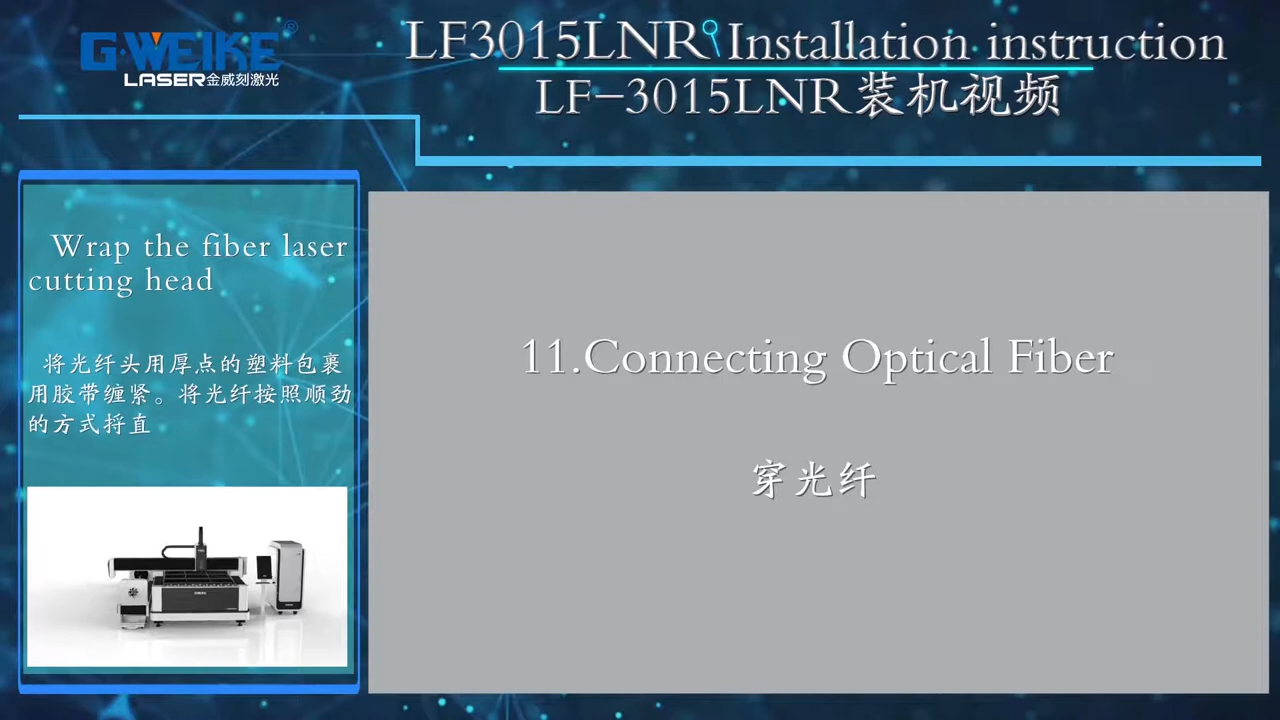 G·WEIKE®
LASER金威刻激光
LF3015LNR Installation instruction
LF-3015LNR装机视频
Wrap the fiber laser
cutting head
将光纤头用厚点的塑料包裹
用胶带缠紧。将光纤按照顺劲
的方式捋直
11.Connecting Optical Fiber
穿光纤